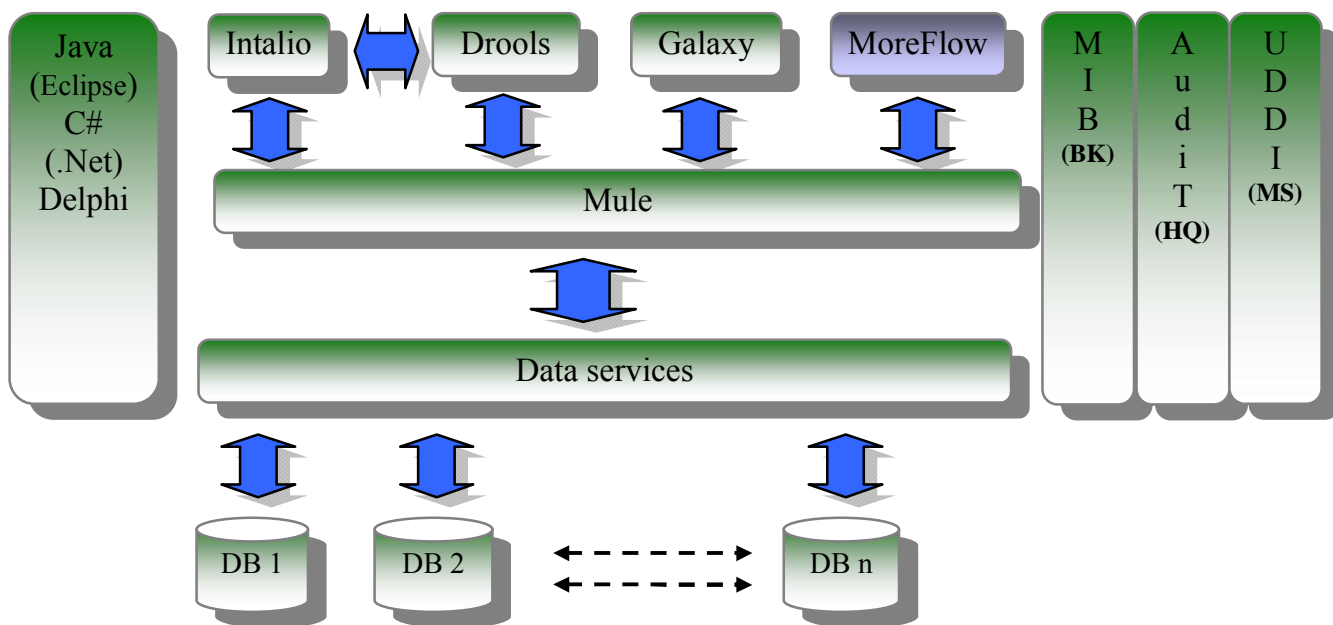 Java
(Eclipse)
C#
(.Net)
Delphi
Intalio
Drools
Galaxy
MoreFlow
Mule
Data services
DB 1
DB 2
DB n
M
I
B
(BK)
A
u
d
i
T
(HQ)
U
D
D
I
(MS)